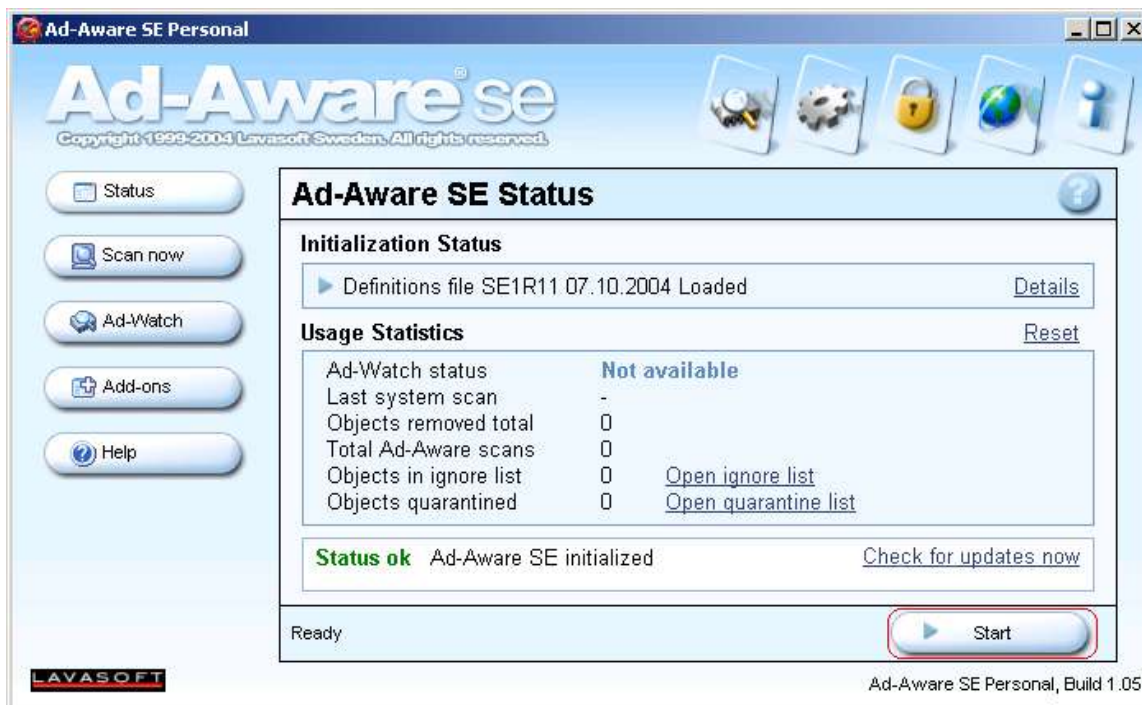 Ad-Aware SE Personal
Ad-Aware® se
Copyright 1999-2004 Lavasoft Sweden. All rights reserved.
Status
Scan now
Ad-Watch
Add-ons
Help
Ad-Aware SE Status
Initialization Status
Definitions file SE1R11 07.10.2004 Loaded Details
Usage Statistics Reset
Ad-Watch status Not available
Last system scan -
Objects removed total 0
Total Ad-Aware scans 0
Objects in ignore list 0 Open ignore list
Objects quarantined 0 Open quarantine list
Status ok Ad-Aware SE initialized Check for updates now
Ready Start
LAVASOFT
Ad-Aware SE Personal, Build 1.05